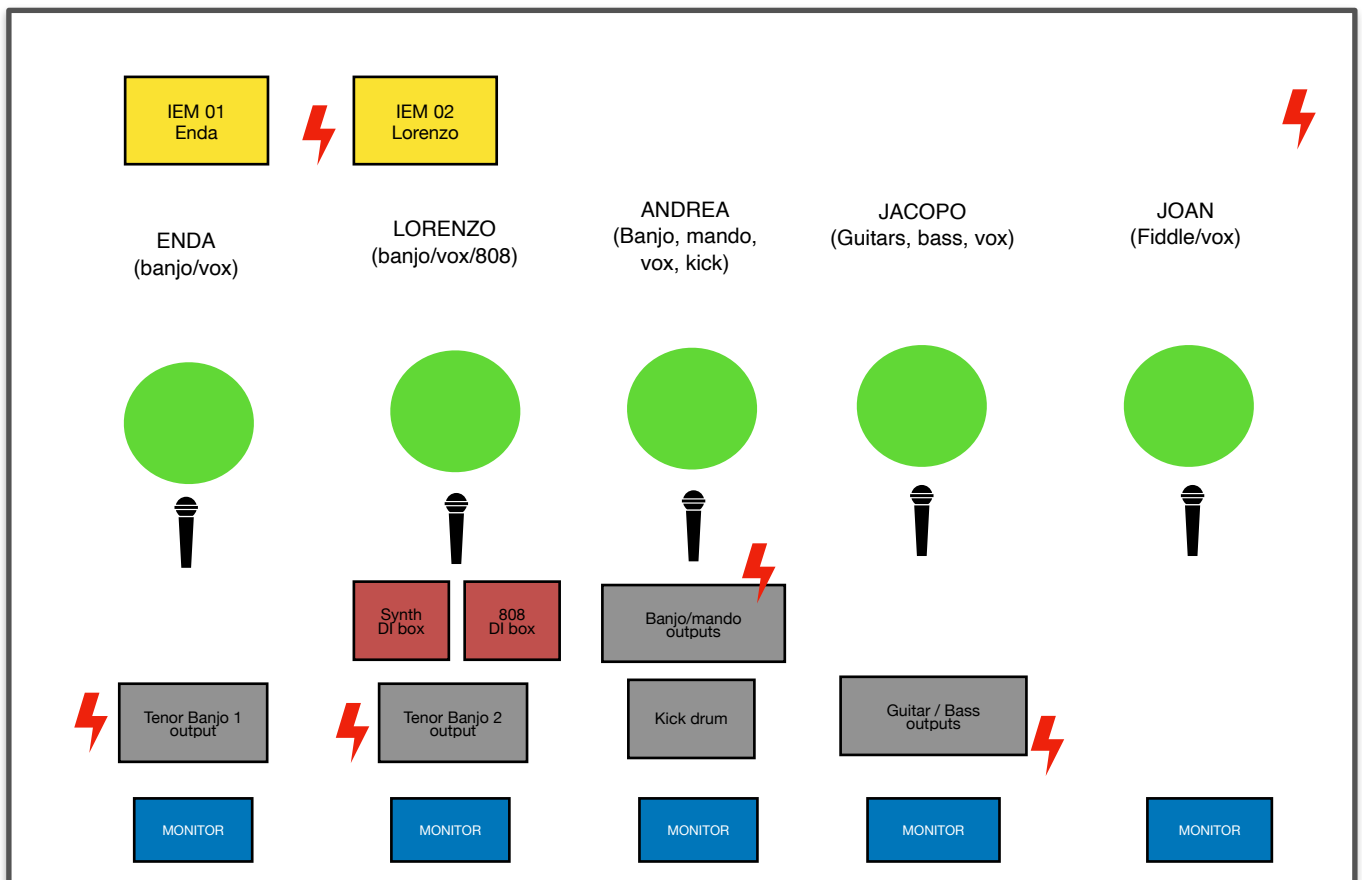 IEM 01
Enda
IEM 02
Lorenzo
ENDA
(banjo/vox)
LORENZO
(banjo/vox/808)
ANDREA
(Banjo, mando,
vox, kick)
JACOPO
(Guitars, bass, vox)
JOAN
(Fiddle/vox)
Synth
DI box
808
DI box
Banjo/mando
outputs
Tenor Banjo 1
output
Tenor Banjo 2
output
Kick drum
Guitar / Bass
outputs
MONITOR
MONITOR
MONITOR
MONITOR
MONITOR